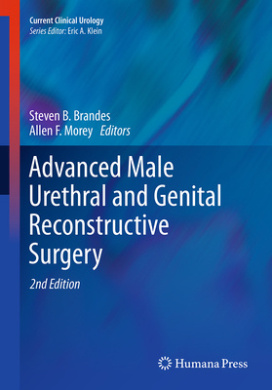 Current Clinical Urology
Series Editor: Eric A. Klein
Steven B. Brandes
Allen F. Morey Editors
Advanced Male
Urethral and Genital
Reconstructive
Surgery
2nd Edition
Humana Press